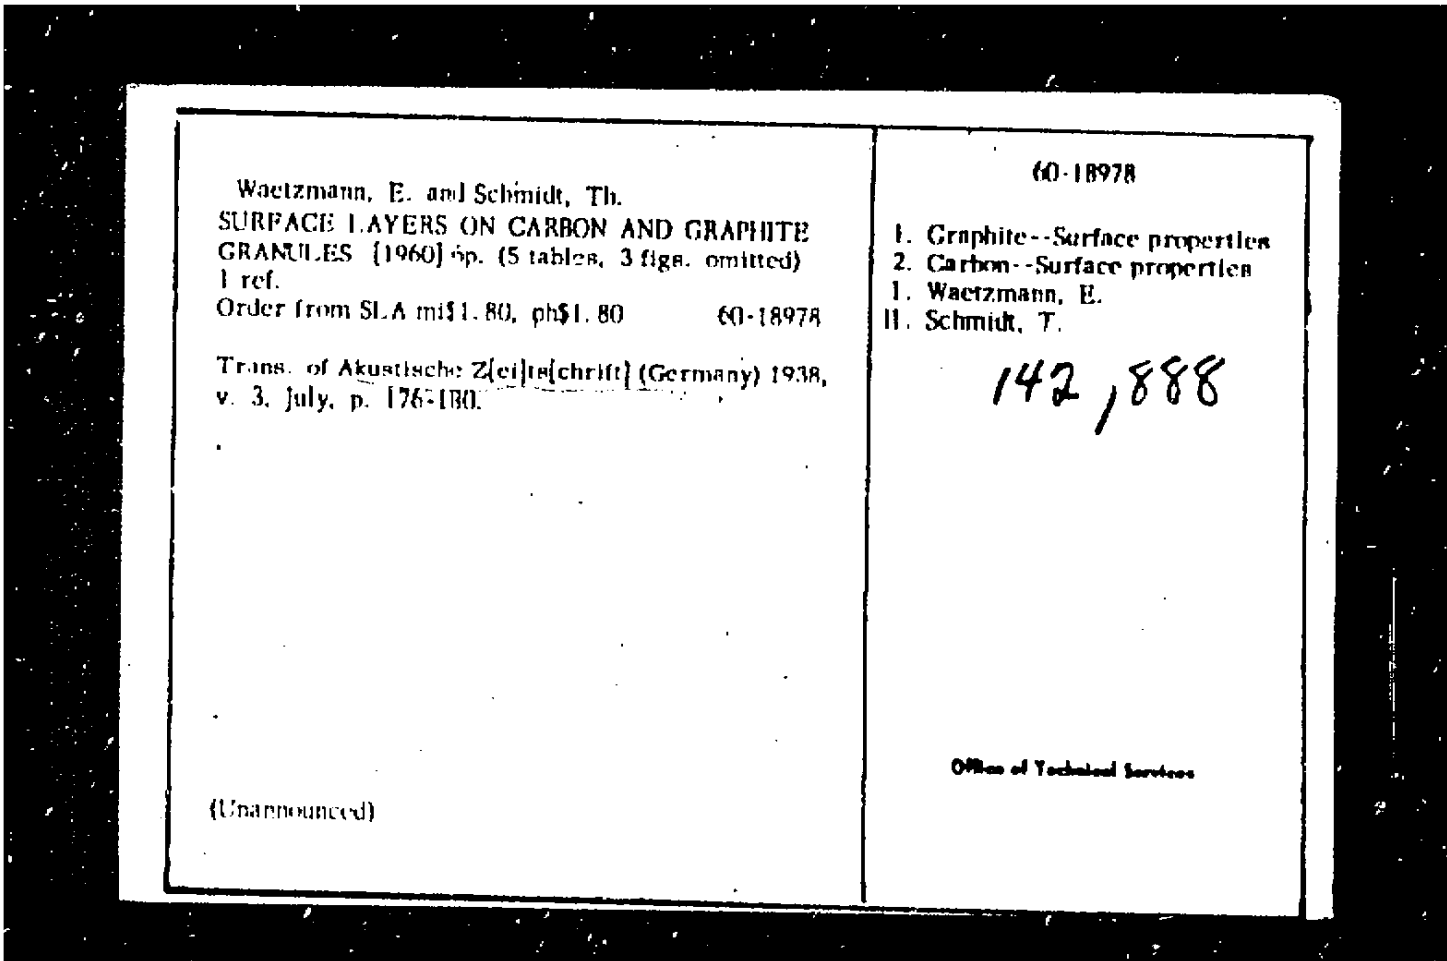 Waetzmann, E. and Schmidt, Th.
SURFACE LAYERS ON CARBON AND GRAPHITE
GRANULES [1960] 6p. (5 tables, 3 figs. omitted)
1 ref.
Order from SLA mi$1.80, ph$1.80 60-18978
Trans. of Akustische Z[ei]ts[chrift] (Germany) 1938,
v. 3, July, p. 176-180.
(Unannounced)
60-18978
1. Graphite--Surface properties
2. Carbon--Surface properties
I. Waetzmann, E.
II. Schmidt, T.
142,888
Office of Technical Services